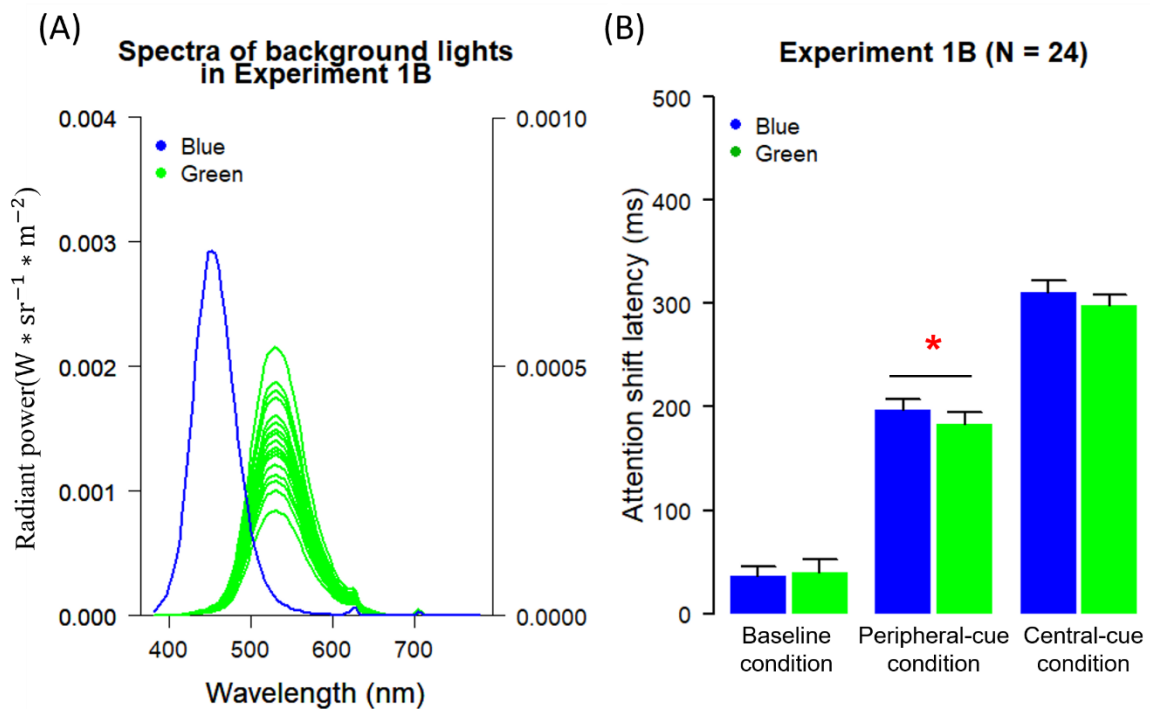 (A)
Spectra of background lights
in Experiment 1B
Blue
Green
Radiant power(W * sr⁻¹ * m⁻²)
0.004
0.003
0.002
0.001
0.000
0.0010
0.0005
0.0000
400 500 600 700
Wavelength (nm)
(B)
Experiment 1B (N = 24)
Blue
Green
Attention shift latency (ms)
500
400
300
200
100
0
*
Baseline
condition
Peripheral-cue
condition
Central-cue
condition